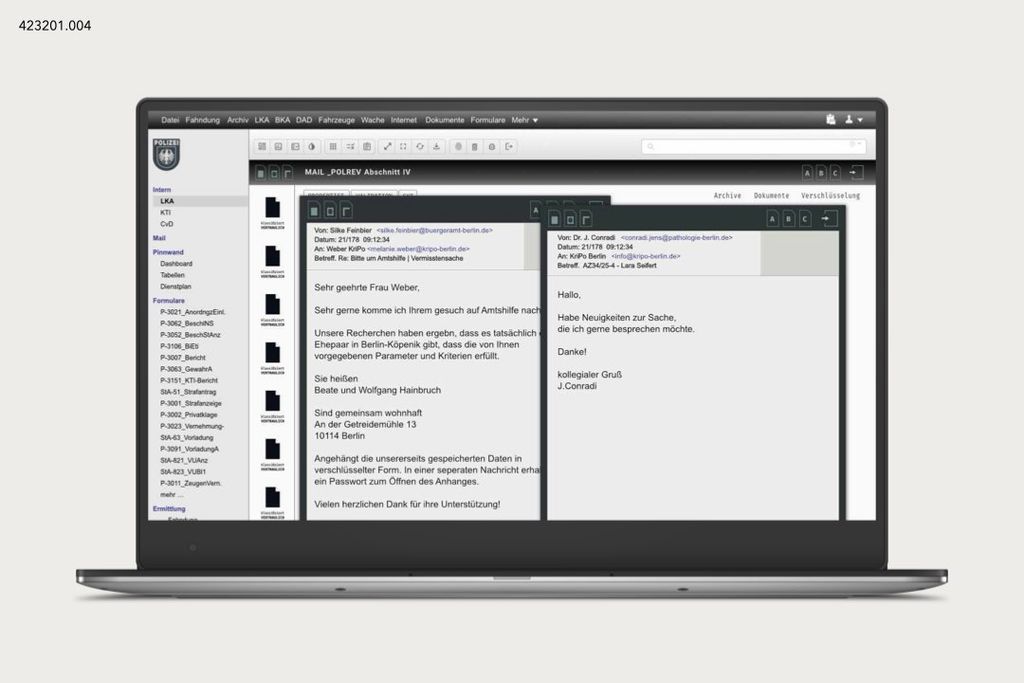 423201.004
Datei Fahndung Archiv LKA BKA DAD Fahrzeuge Wache Internet Dokumente Formulare Mehr
POLIZEI
MAIL _POLREV Abschnitt IV
A B C
Archive Dokumente Verschlüsselung
Intern
LKA
KTI
CvD
Mail
Pinnwand
Dashboard
Tabellen
Dienstplan
Formulare
P-3021_AnordngzEinl.
P-3062_BeschlNS
P-3052_BeschStAnz
P-3106_BiEti
P-3007_Bericht
P-3063_GewahrA
P-3151_KTI-Bericht
StA-51_Strafantrag
P-3001_Strafanzeige
P-3002_Privatklage
P-3023_Vernehmung-
StA-63_Vorladung
P-3091_VorladungA
StA-821_VUAnz
StA-823_VUBl1
P-3011_ZeugenVern.
mehr ...
Ermittlung
Klassifiziert
VERTRAULICH
Klassifiziert
VERTRAULICH
Klassifiziert
VERTRAULICH
Klassifiziert
VERTRAULICH
Klassifiziert
VERTRAULICH
Klassifiziert
VERTRAULICH
Klassifiziert
VERTRAULICH
A
Von: Silke Feinbier <silke.feinbier@buergeramt-berlin.de>
Datum: 21/178 09:12:34
An: Weber KriPo <melanie.weber@kripo-berlin.de>
Betreff. Re: Bitte um Amtshilfe | Vermisstensache
Sehr geehrte Frau Weber,
Sehr gerne komme ich Ihrem gesuch auf Amtshilfe nach
Unsere Recherchen haben ergebn, dass es tatsächlich
Ehepaar in Berlin-Köpenik gibt, dass die von Ihnen
vorgegebenen Parameter und Kriterien erfüllt.
Sie heißen
Beate und Wolfgang Hainbruch
Sind gemeinsam wohnhaft
An der Getreidemühle 13
10114 Berlin
Angehängt die unsererseits gespeicherten Daten in
verschlüsselter Form. In einer seperaten Nachricht erha
ein Passwort zum Öffnen des Anhanges.
Vielen herzlichen Dank für ihre Unterstützung!
A B C
Von: Dr. J. Conradi <conradi.jens@pathologie-berlin.de>
Datum: 21/178 09:12:34
An: KriPo Berlin <info@kripo-berlin.de>
Betreff. AZ34/25-4 - Lara Seifert
Hallo,
Habe Neuigkeiten zur Sache,
die ich gerne besprechen möchte.
Danke!
kollegialer Gruß
J.Conradi